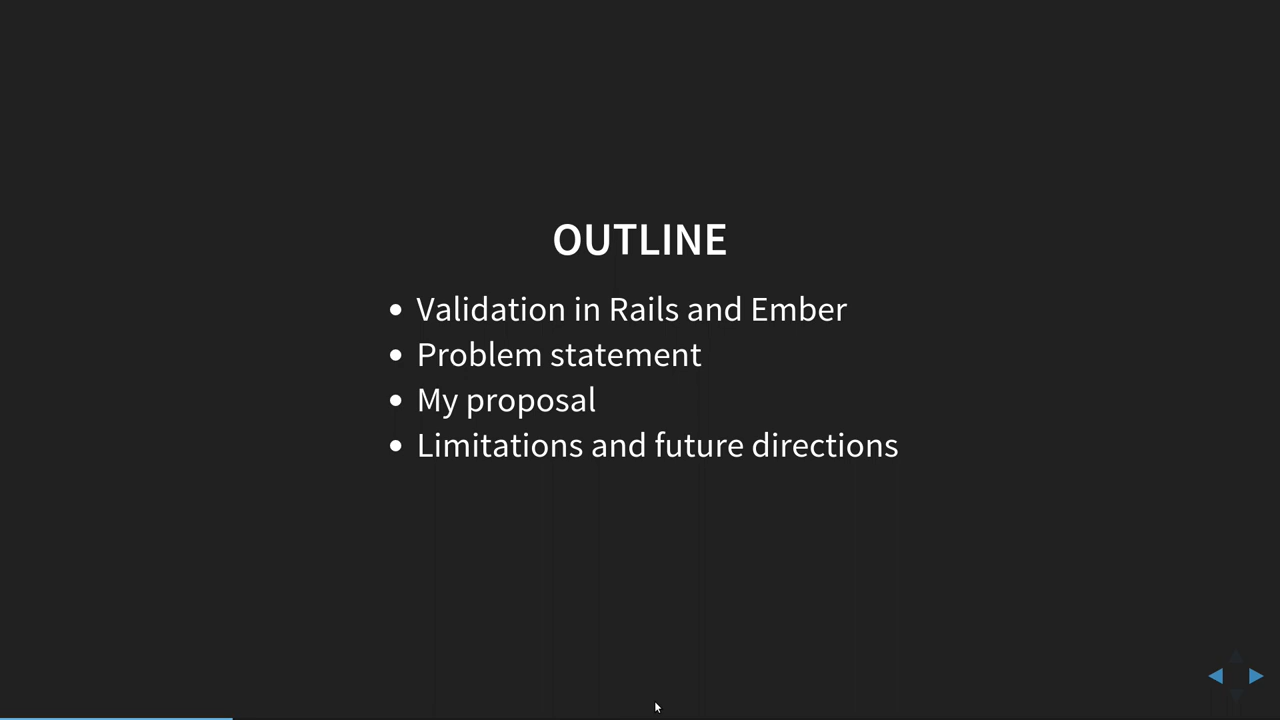 OUTLINE
• Validation in Rails and Ember
• Problem statement
• My proposal
• Limitations and future directions